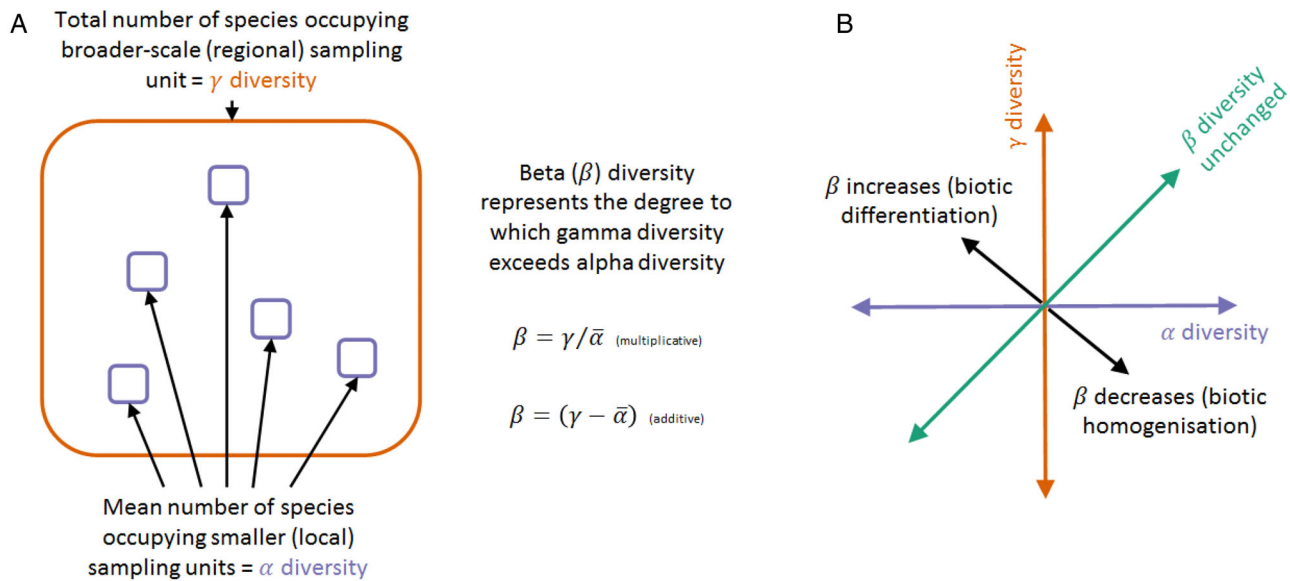 A
Total number of species occupying
broader-scale (regional) sampling
unit = γ diversity
Mean number of species
occupying smaller (local)
sampling units = α diversity
Beta (β) diversity
represents the degree to
which gamma diversity
exceeds alpha diversity
β = γ/ᾱ (multiplicative)
β = (γ − ᾱ) (additive)
B
γ diversity
β diversity
unchanged
β increases (biotic
differentiation)
α diversity
β decreases (biotic
homogenisation)